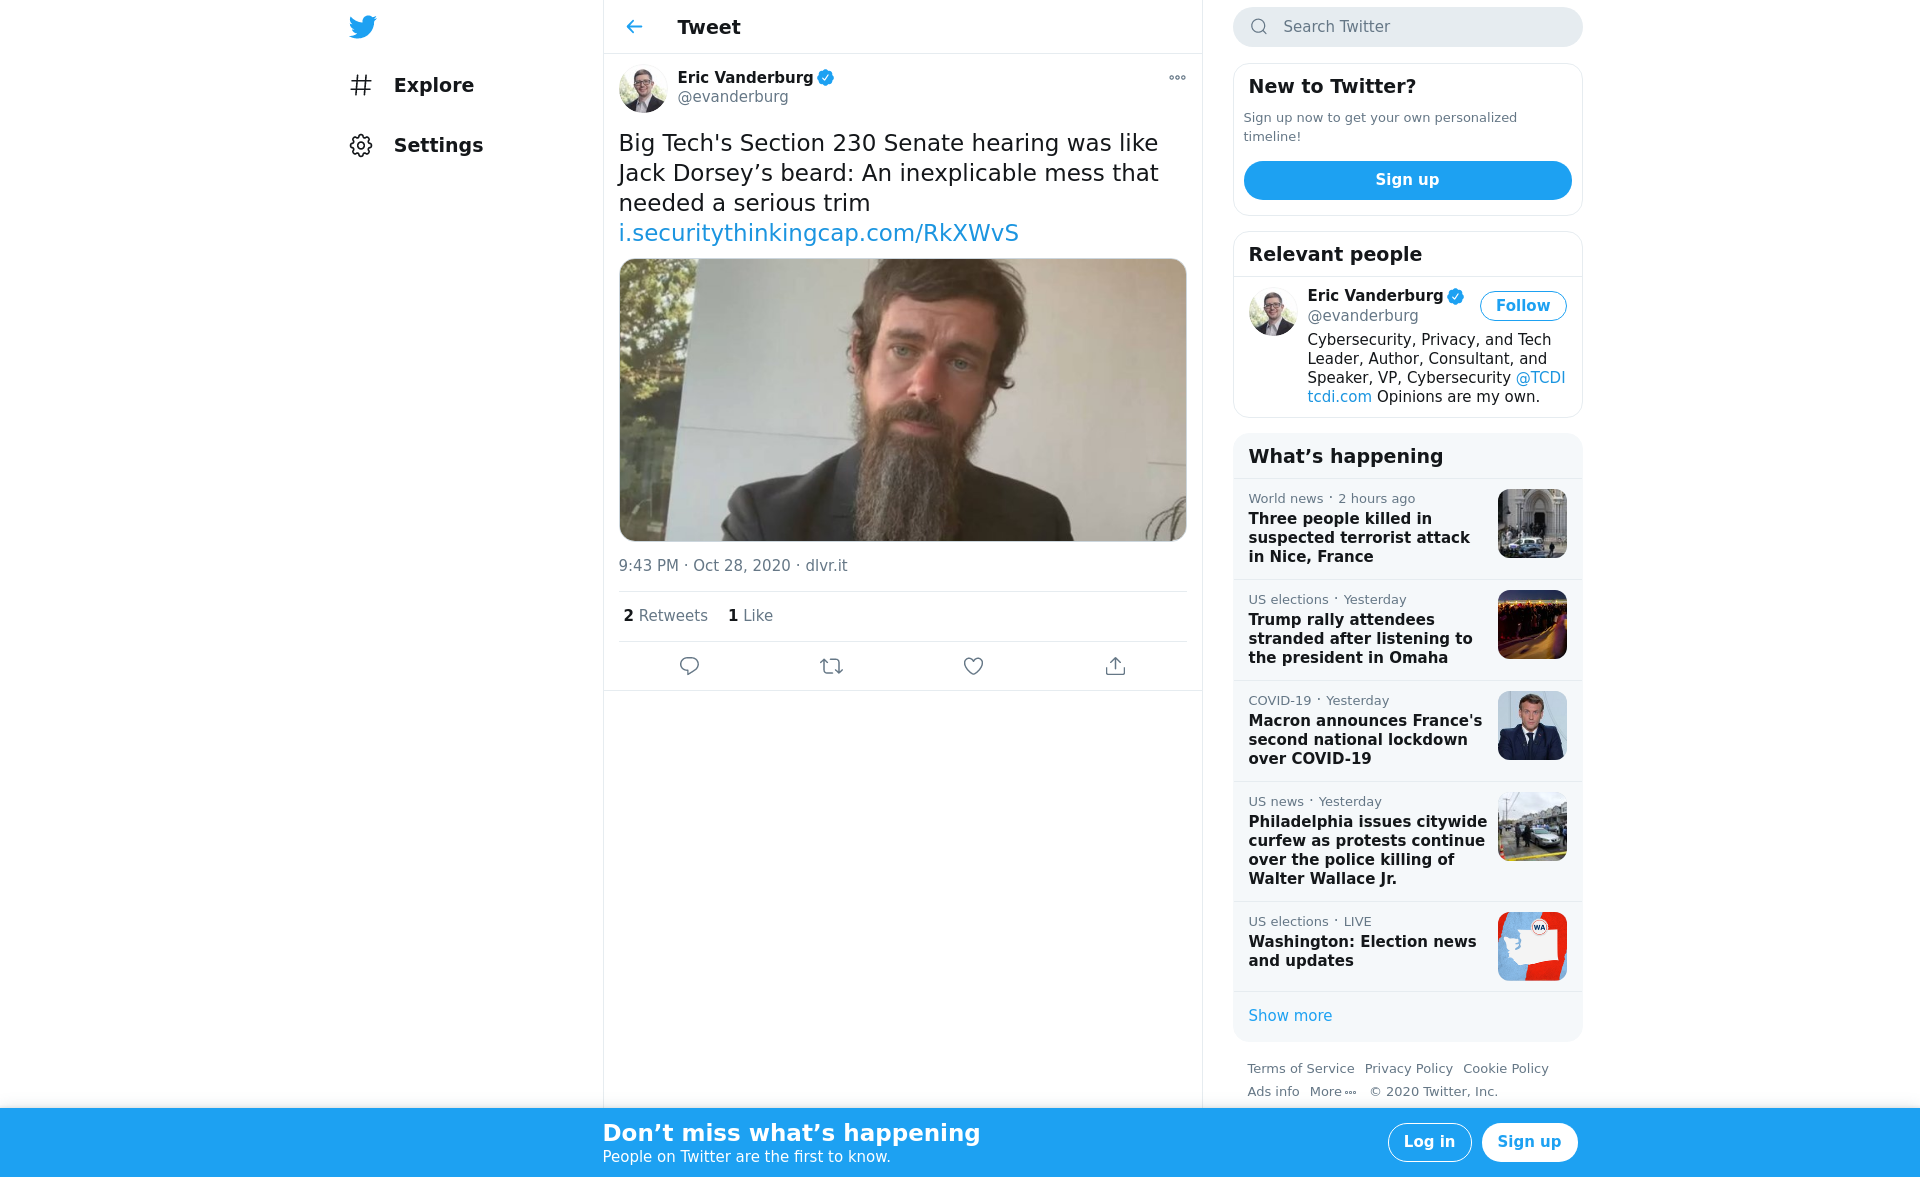 Explore
Settings
Tweet
Eric Vanderburg
@evanderburg
Big Tech's Section 230 Senate hearing was like
Jack Dorsey’s beard: An inexplicable mess that
needed a serious trim
i.securitythinkingcap.com/RkXWvS
9:43 PM · Oct 28, 2020 · dlvr.it
2 Retweets 1 Like
Search Twitter
New to Twitter?
Sign up now to get your own personalized
timeline!
Sign up
Relevant people
Eric Vanderburg
@evanderburg
Follow
Cybersecurity, Privacy, and Tech
Leader, Author, Consultant, and
Speaker, VP, Cybersecurity @TCDI
tcdi.com Opinions are my own.
What’s happening
World news · 2 hours ago
Three people killed in
suspected terrorist attack
in Nice, France
US elections · Yesterday
Trump rally attendees
stranded after listening to
the president in Omaha
COVID-19 · Yesterday
Macron announces France's
second national lockdown
over COVID-19
US news · Yesterday
Philadelphia issues citywide
curfew as protests continue
over the police killing of
Walter Wallace Jr.
US elections · LIVE
Washington: Election news
and updates
WA
Show more
Terms of Service Privacy Policy Cookie Policy
Ads info More © 2020 Twitter, Inc.
Don’t miss what’s happening
People on Twitter are the first to know.
Log in
Sign up